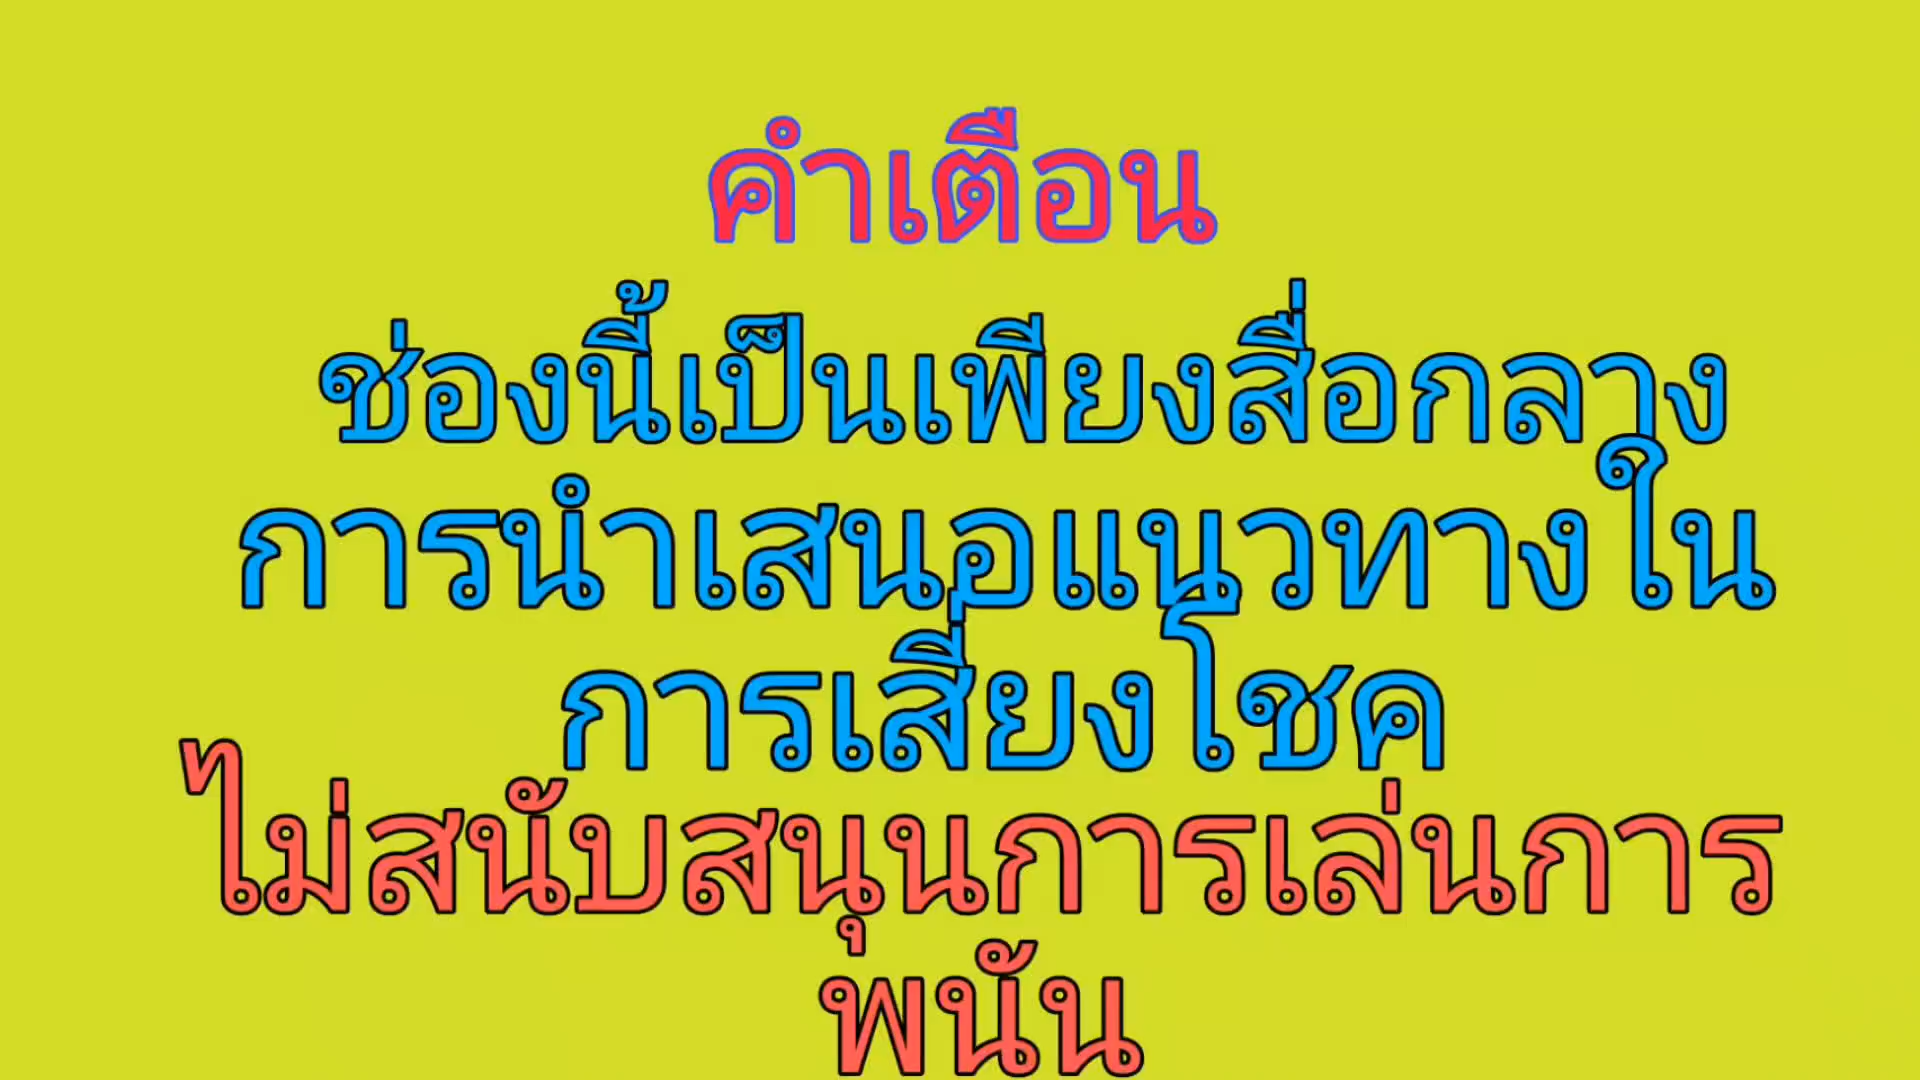 คำเตือน
ช่องนี้เป็นเพียงสื่อกลาง
การนำเสนอแนวทางใน
การเสี่ยงโชค
ไม่สนับสนุนการเล่นการ
พนัน